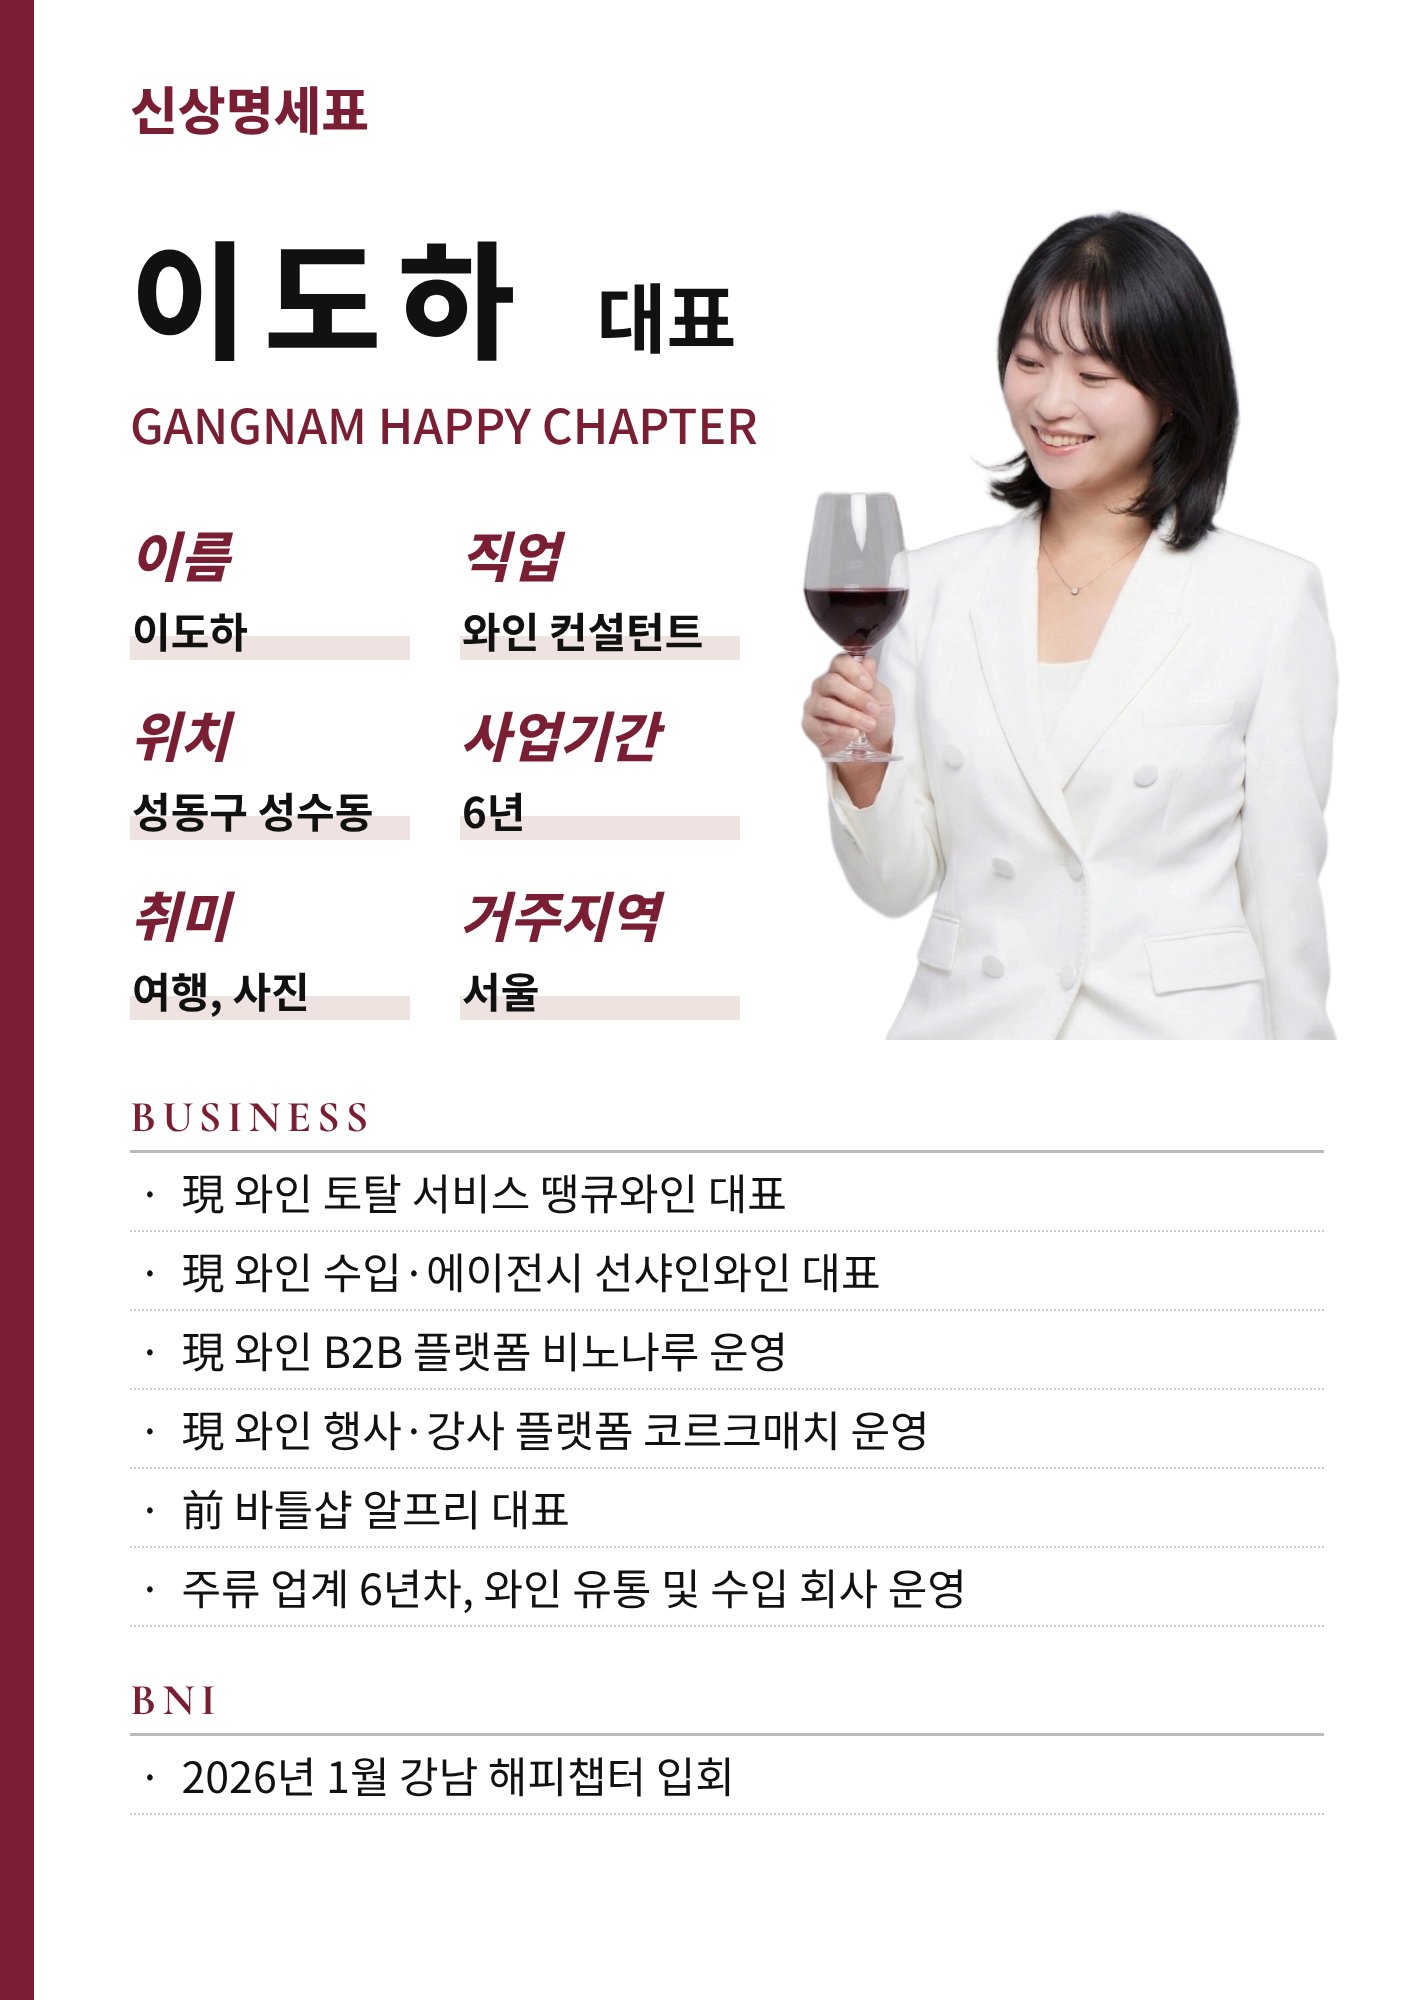 신상명세표
이도하 대표
GANGNAM HAPPY CHAPTER
이름 직업
이도하 와인 컨설턴트
위치 사업기간
성동구 성수동 6년
취미 거주지역
여행, 사진 서울
BUSINESS
· 現 와인 토탈 서비스 땡큐와인 대표
· 現 와인 수입·에이전시 선샤인와인 대표
· 現 와인 B2B 플랫폼 비노나루 운영
· 現 와인 행사·강사 플랫폼 코르크매치 운영
· 前 바틀샵 알프리 대표
· 주류 업계 6년차, 와인 유통 및 수입 회사 운영
BNI
· 2026년 1월 강남 해피챕터 입회